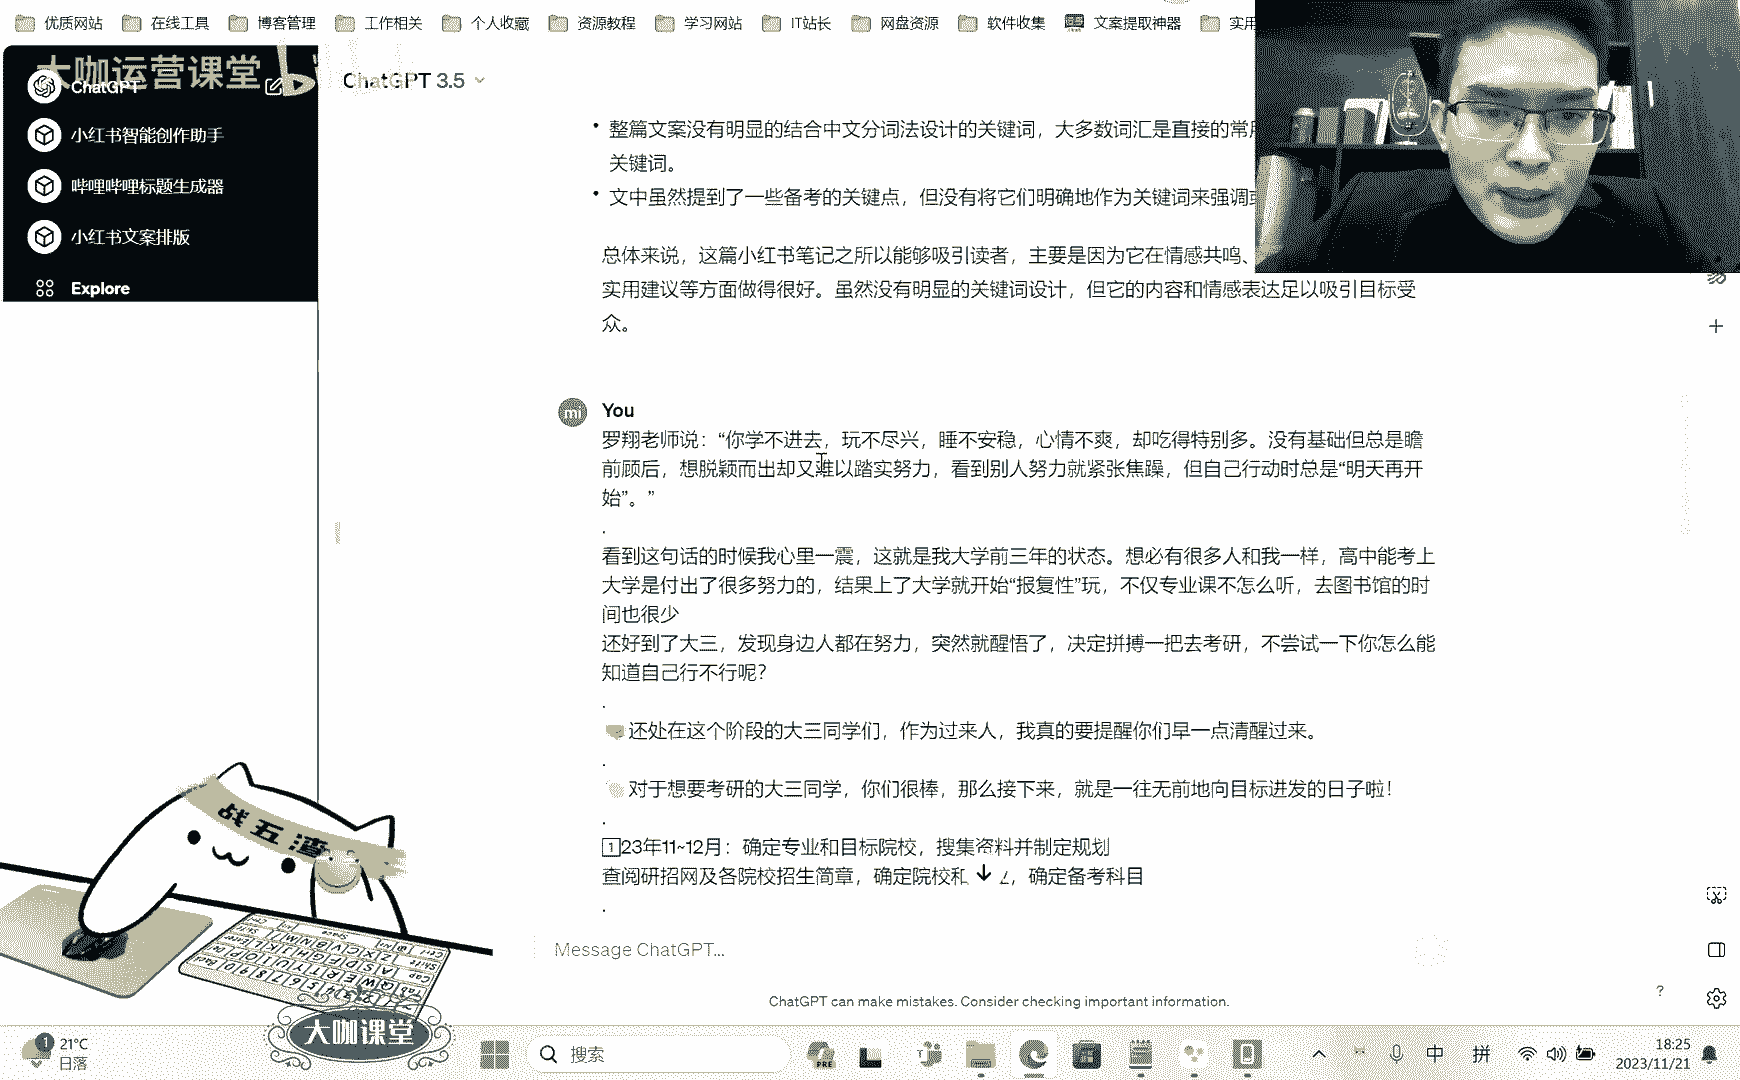 优质网站 在线工具 博客管理 工作相关 个人收藏 资源教程 学习网站 IT站长 网盘资源 软件收集 文案提取神器 实用
大咖运营课堂
ChatGPT
小红书智能创作助手
哔哩哔哩标题生成器
小红书文案排版
Explore
ChatGPT 3.5
整篇文案没有明显的结合中文分词法设计的关键词，大多数词汇是直接的常用
关键词。
文中虽然提到了一些备考的关键点，但没有将它们明确地作为关键词来强调或
总体来说，这篇小红书笔记之所以能够吸引读者，主要是因为它在情感共鸣、
实用建议等方面做得很好。虽然没有明显的关键词设计，但它的内容和情感表达足以吸引目标受
众。
mi
You
罗翔老师说：“你学不进去，玩不尽兴，睡不安稳，心情不爽，却吃得特别多。没有基础但总是瞻
前顾后，想脱颖而出却又难以踏实努力，看到别人努力就紧张焦躁，但自己行动时总是“明天再开
始”。”
.
看到这句话的时候我心里一震，这就是我大学前三年的状态。想必有很多人和我一样，高中能考上
大学是付出了很多努力的，结果上了大学就开始“报复性”玩，不仅专业课不怎么听，去图书馆的时
间也很少
还好到了大三，发现身边人都在努力，突然就醒悟了，决定拼搏一把去考研，不尝试一下你怎么能
知道自己行不行呢？
.
还处在这个阶段的大三同学们，作为过来人，我真的要提醒你们早一点清醒过来。
.
对于想要考研的大三同学，你们很棒，那么接下来，就是一往无前地向目标进发的日子啦！
.
1️⃣23年11~12月：确定专业和目标院校，搜集资料并制定规划
查阅研招网及各院校招生简章，确定院校和 ，确定备考科目
.
Message ChatGPT...
ChatGPT can make mistakes. Consider checking important information.
?
战五渣
大咖课堂
1
21°C
日落
搜索
PRE
中
拼
18:25
2023/11/21